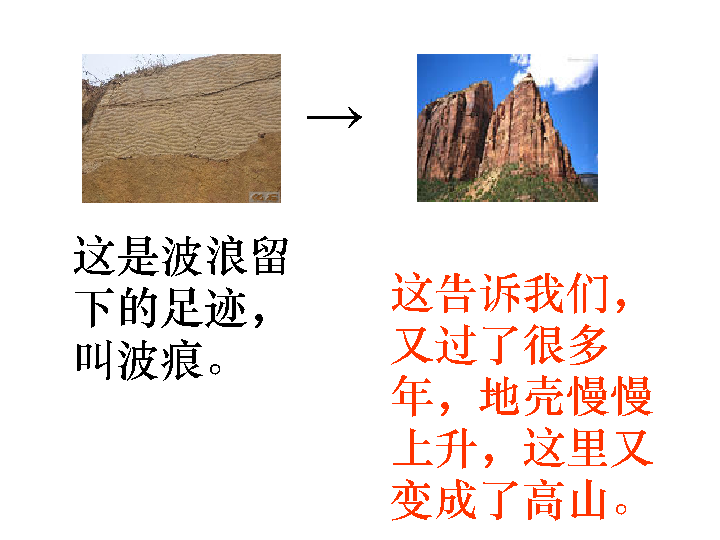 →
这是波浪留
下的足迹，
叫波痕。
这告诉我们，
又过了很多
年，地壳慢慢
上升，这里又
变成了高山。